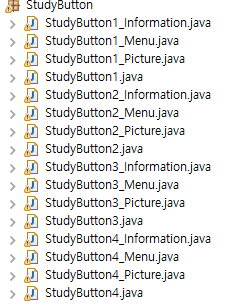 StudyButton
StudyButton1_Information.java
StudyButton1_Menu.java
StudyButton1_Picture.java
StudyButton1.java
StudyButton2_Information.java
StudyButton2_Menu.java
StudyButton2_Picture.java
StudyButton2.java
StudyButton3_Information.java
StudyButton3_Menu.java
StudyButton3_Picture.java
StudyButton3.java
StudyButton4_Information.java
StudyButton4_Menu.java
StudyButton4_Picture.java
StudyButton4.java